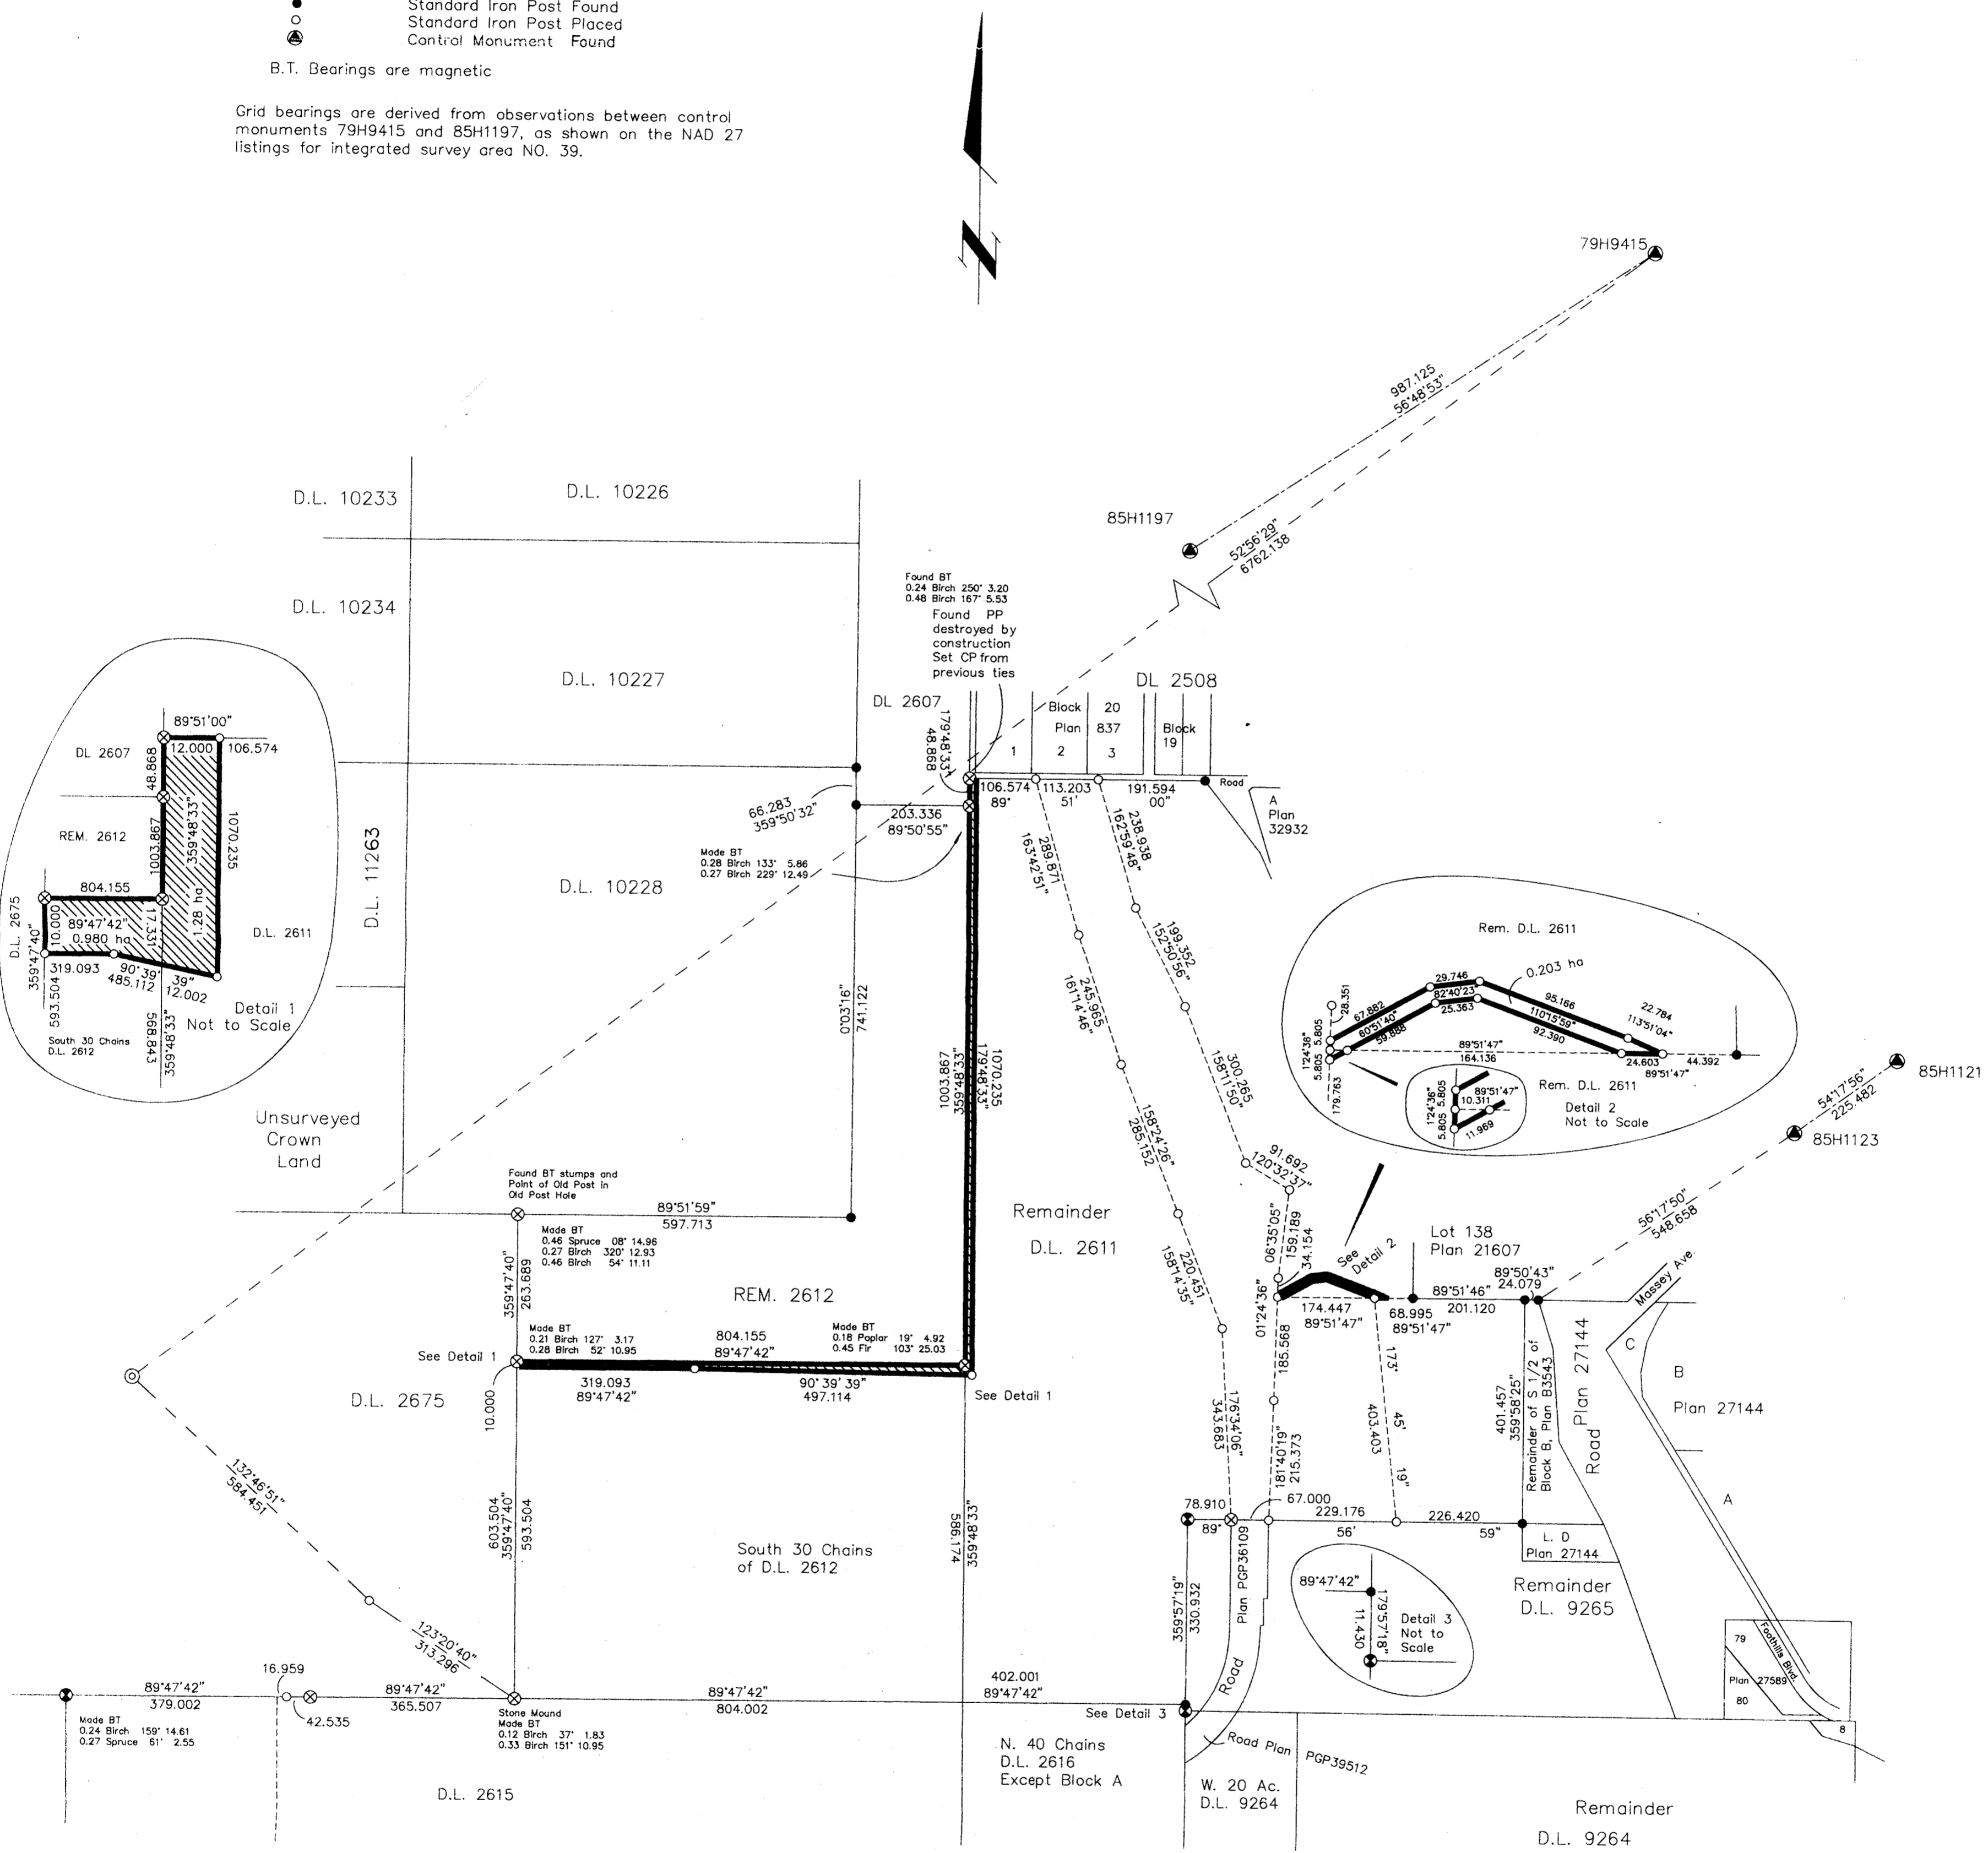 Standard Iron Post Found
Standard Iron Post Placed
Control Monument Found
B.T. Bearings are magnetic
Grid bearings are derived from observations between control
monuments 79H9415 and 85H1197, as shown on the NAD 27
listings for integrated survey area NO. 39.
N
79H9415
987.125
56°48'53"
85H1197
52°56'29"
6762.138
D.L. 10233
D.L. 10226
D.L. 10234
D.L. 10227
D.L. 10228
D.L. 11263
Found BT
0.24 Birch 250° 3.20
0.48 Birch 167° 5.53
Found PP
destroyed by
construction
Set CP from
previous ties
DL 2607
179°48'33"
48.868
DL 2508
Block 20
Plan 837
1
2
3
Block
19
Road
106.574
113.203
191.594
89°
51'
00"
A
Plan
32932
66.283
359°50'32"
203.336
89°50'55"
Made BT
0.28 Birch 133° 5.86
0.27 Birch 229° 12.49
89°51'00"
DL 2607
12.000
106.574
48.868
REM. 2612
1003.867
359°48'33"
1070.235
804.155
D.L. 2675
10.000
89°47'42"
0.980 ha
17.331
1.28 ha
D.L. 2611
359°47'40"
319.093
90°39'
39"
485.112
12.002
593.504
568.843
359°48'33"
Detail 1
Not to Scale
South 30 Chains
D.L. 2612
Unsurveyed
Crown
Land
0°03'16"
741.122
1003.867
359°48'33"
179°48'33"
1070.235
289.871
163°42'51"
238.938
162°59'48"
199.352
152°50'56"
245.965
161°14'46"
300.265
158°11'50"
158°24'26"
285.152
91.692
120°32'37"
220.451
158°14'35"
06°35'05"
159.189
34.154
Rem. D.L. 2611
0.203 ha
29.746
82°40'23"
25.363
67.882
60°51'40"
59.888
95.166
110°15'59"
92.390
22.784
113°51'04"
28.351
1°24'36"
5.805
5.805
89°51'47"
164.136
24.603
89°51'47"
44.392
179.763
Rem. D.L. 2611
Detail 2
Not to Scale
1°24'36"
5.805
5.805
89°51'47"
10.311
11.969
85H1121
54°17'56"
225.482
85H1123
56°17'50"
548.658
Found BT stumps and
Point of Old Post in
Old Post Hole
89°51'59"
597.713
Made BT
0.46 Spruce 08° 14.96
0.27 Birch 320° 12.93
0.46 Birch 54° 11.11
359°47'40"
263.689
REM. 2612
Remainder
D.L. 2611
See
Detail 2
Lot 138
Plan 21607
89°50'43"
24.079
Massey Ave.
01°24'36"
174.447
89°51'47"
68.995
89°51'47"
89°51'46"
201.120
Made BT
0.21 Birch 127° 3.17
0.28 Birch 52° 10.95
804.155
89°47'42"
Made BT
0.18 Poplar 19° 4.92
0.45 Fir 103° 25.03
See Detail 1
319.093
89°47'42"
90°39'39"
497.114
See Detail 1
D.L. 2675
10.000
185.568
176°34'06"
343.683
181°40'19"
215.373
173°
45'
19"
403.403
401.457
359°58'25"
Remainder of S 1/2 of
Block B, Plan B3543
Road Plan 27144
C
B
Plan 27144
A
132°46'51"
584.451
603.504
359°47'40"
593.504
586.174
359°48'33"
South 30 Chains
of D.L. 2612
78.910
67.000
229.176
226.420
89°
56'
59"
L. D
Plan 27144
Remainder
D.L. 9265
359°57'19"
330.932
Plan PGP36109
Road
89°47'42"
179°57'18"
11.430
Detail 3
Not to
Scale
79
Plan 27589
80
Foothills Blvd.
8
123°20'40"
313.296
16.959
89°47'42"
379.002
42.535
89°47'42"
365.507
89°47'42"
804.002
402.001
89°47'42"
See Detail 3
Made BT
0.24 Birch 159° 14.61
0.27 Spruce 61° 2.55
Stone Mound
Made BT
0.12 Birch 37° 1.83
0.33 Birch 151° 10.95
D.L. 2615
N. 40 Chains
D.L. 2616
Except Block A
Road Plan PGP39512
W. 20 Ac.
D.L. 9264
Remainder
D.L. 9264